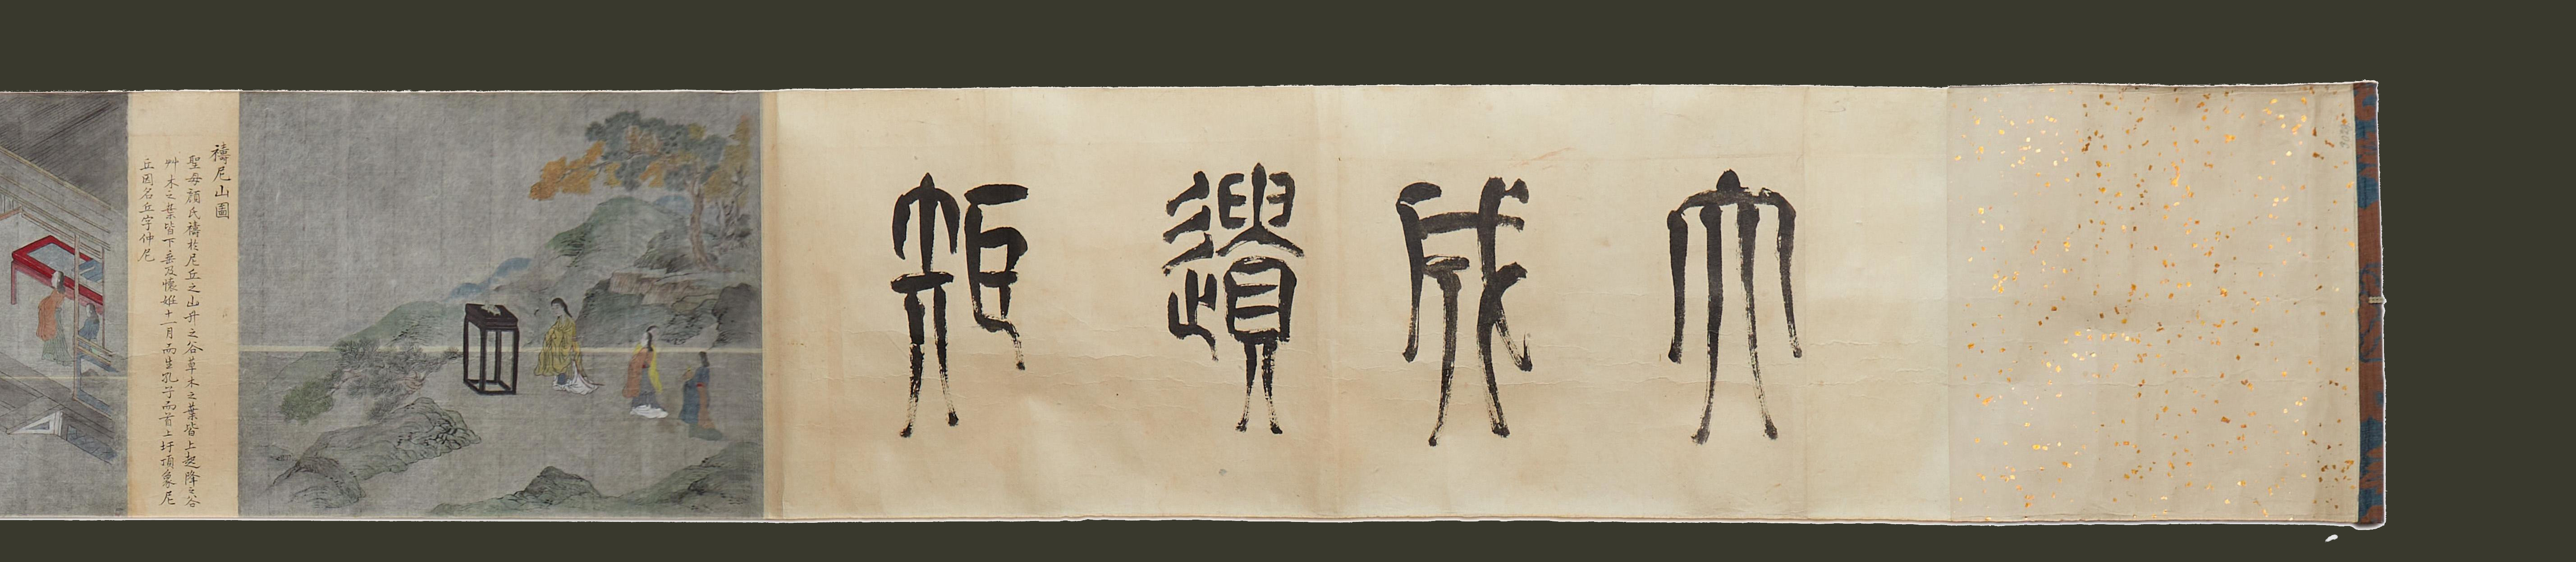 大成遺矩
禱尼山圖
聖母顏氏禱於尼丘之山升之谷草木之葉皆上起降之谷
艸木之葉皆下垂及懷姙十一月而生孔子而首上圩頂象尼
丘因名丘字仲尼